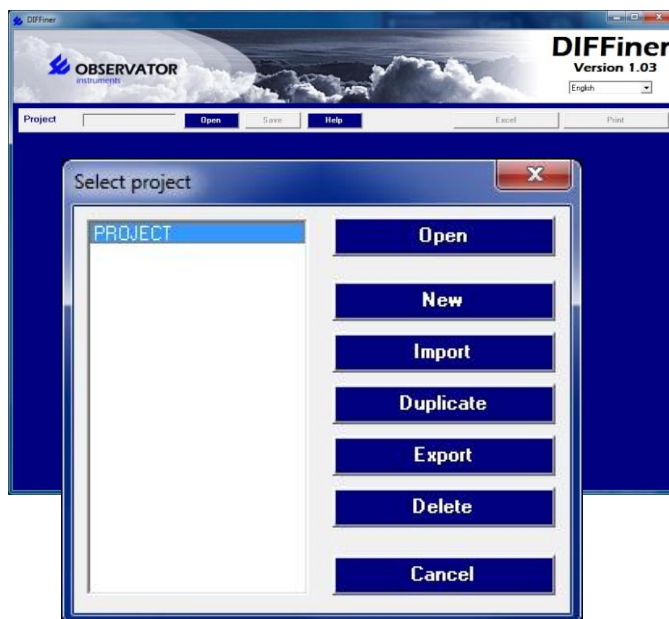 DIFFiner
OBSERVATOR
instruments
DIFFiner
Version 1.03
English
Project Open Save Help Excel Print
Select project
PROJECT
Open
New
Import
Duplicate
Export
Delete
Cancel